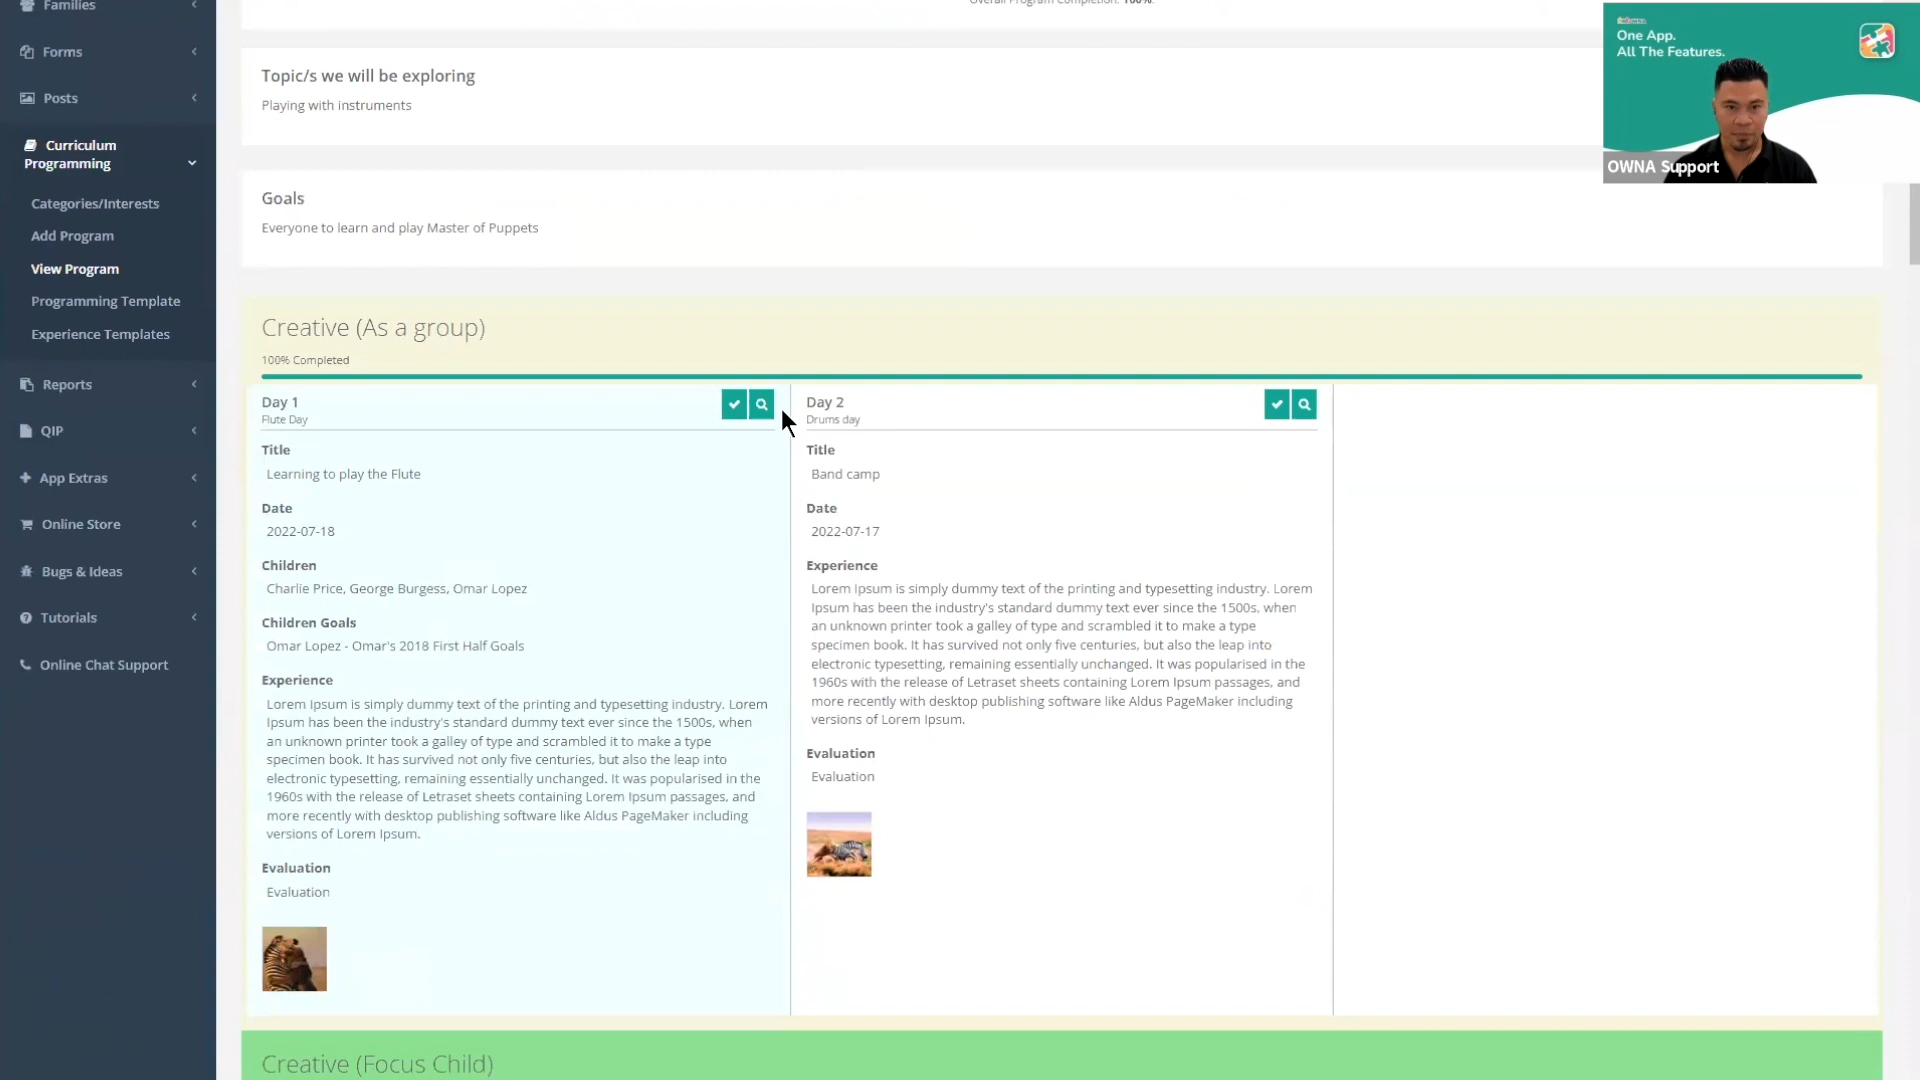 Families
Overall Program Completion: 100%.
One App.
All The Features.
OWNA Support
Forms
Posts
Curriculum
Programming
Categories/Interests
Add Program
View Program
Programming Template
Experience Templates
Reports
QIP
App Extras
Online Store
Bugs & Ideas
Tutorials
Online Chat Support
Topic/s we will be exploring
Playing with instruments
Goals
Everyone to learn and play Master of Puppets
Creative (As a group)
100% Completed
Day 1
Flute Day
Title
Learning to play the Flute
Date
2022-07-18
Children
Charlie Price, George Burgess, Omar Lopez
Children Goals
Omar Lopez - Omar's 2018 First Half Goals
Experience
Lorem Ipsum is simply dummy text of the printing and typesetting industry. Lorem
Ipsum has been the industry's standard dummy text ever since the 1500s, when
an unknown printer took a galley of type and scrambled it to make a type
specimen book. It has survived not only five centuries, but also the leap into
electronic typesetting, remaining essentially unchanged. It was popularised in the
1960s with the release of Letraset sheets containing Lorem Ipsum passages, and
more recently with desktop publishing software like Aldus PageMaker including
versions of Lorem Ipsum.
Evaluation
Evaluation
Day 2
Drums day
Title
Band camp
Date
2022-07-17
Experience
Lorem Ipsum is simply dummy text of the printing and typesetting industry. Lorem
Ipsum has been the industry's standard dummy text ever since the 1500s, when
an unknown printer took a galley of type and scrambled it to make a type
specimen book. It has survived not only five centuries, but also the leap into
electronic typesetting, remaining essentially unchanged. It was popularised in the
1960s with the release of Letraset sheets containing Lorem Ipsum passages, and
more recently with desktop publishing software like Aldus PageMaker including
versions of Lorem Ipsum.
Evaluation
Evaluation
Creative (Focus Child)